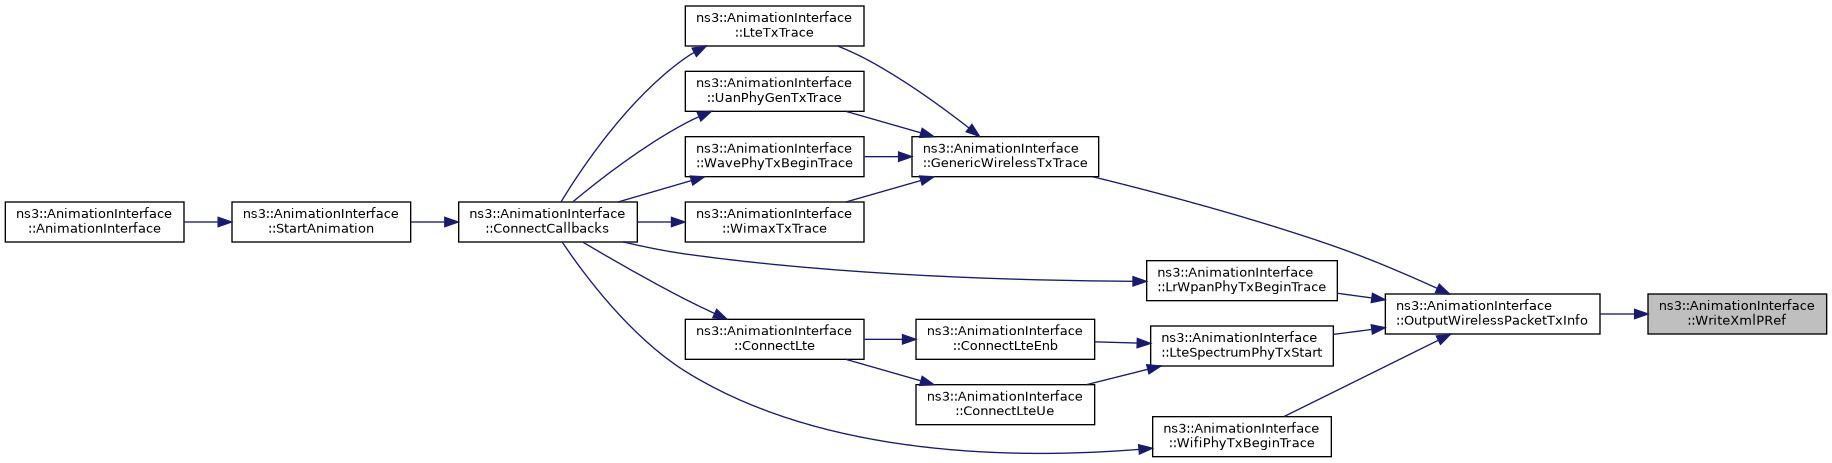 ns3::AnimationInterface
::LteTxTrace
ns3::AnimationInterface
::UanPhyGenTxTrace
ns3::AnimationInterface
::WavePhyTxBeginTrace
ns3::AnimationInterface
::GenericWirelessTxTrace
ns3::AnimationInterface
::AnimationInterface
ns3::AnimationInterface
::StartAnimation
ns3::AnimationInterface
::ConnectCallbacks
ns3::AnimationInterface
::WimaxTxTrace
ns3::AnimationInterface
::LrWpanPhyTxBeginTrace
ns3::AnimationInterface
::OutputWirelessPacketTxInfo
ns3::AnimationInterface
::WriteXmlPRef
ns3::AnimationInterface
::ConnectLte
ns3::AnimationInterface
::ConnectLteEnb
ns3::AnimationInterface
::LteSpectrumPhyTxStart
ns3::AnimationInterface
::ConnectLteUe
ns3::AnimationInterface
::WifiPhyTxBeginTrace